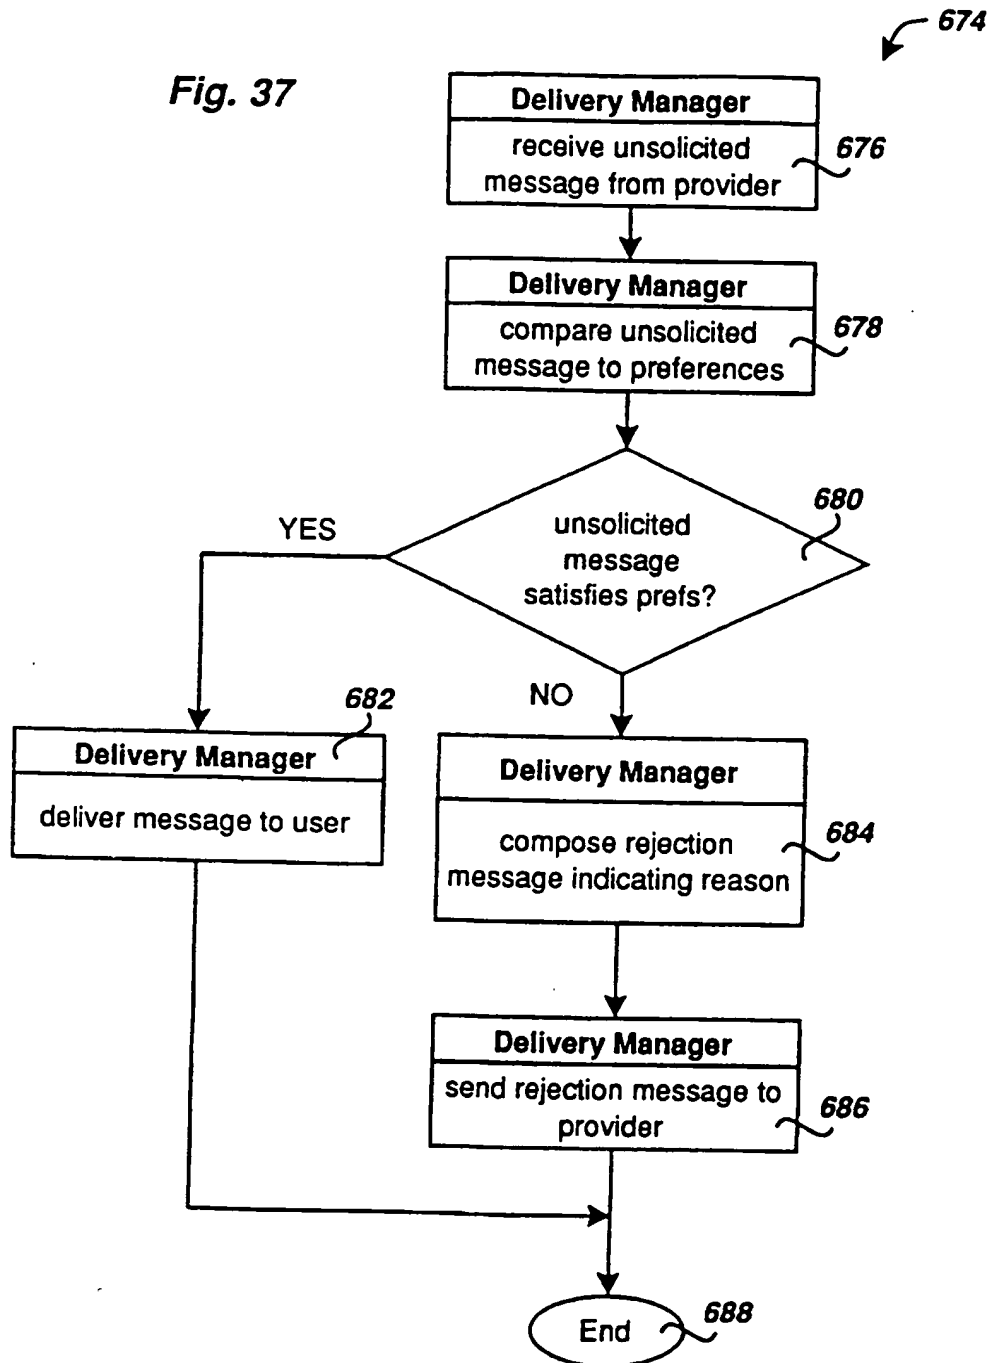 674
Fig. 37
Delivery Manager
receive unsolicited
message from provider
676
Delivery Manager
compare unsolicited
message to preferences
678
680
unsolicited
message
satisfies prefs?
YES
NO
682
Delivery Manager
deliver message to user
Delivery Manager
compose rejection
message indicating reason
684
Delivery Manager
send rejection message to
provider
686
End
688